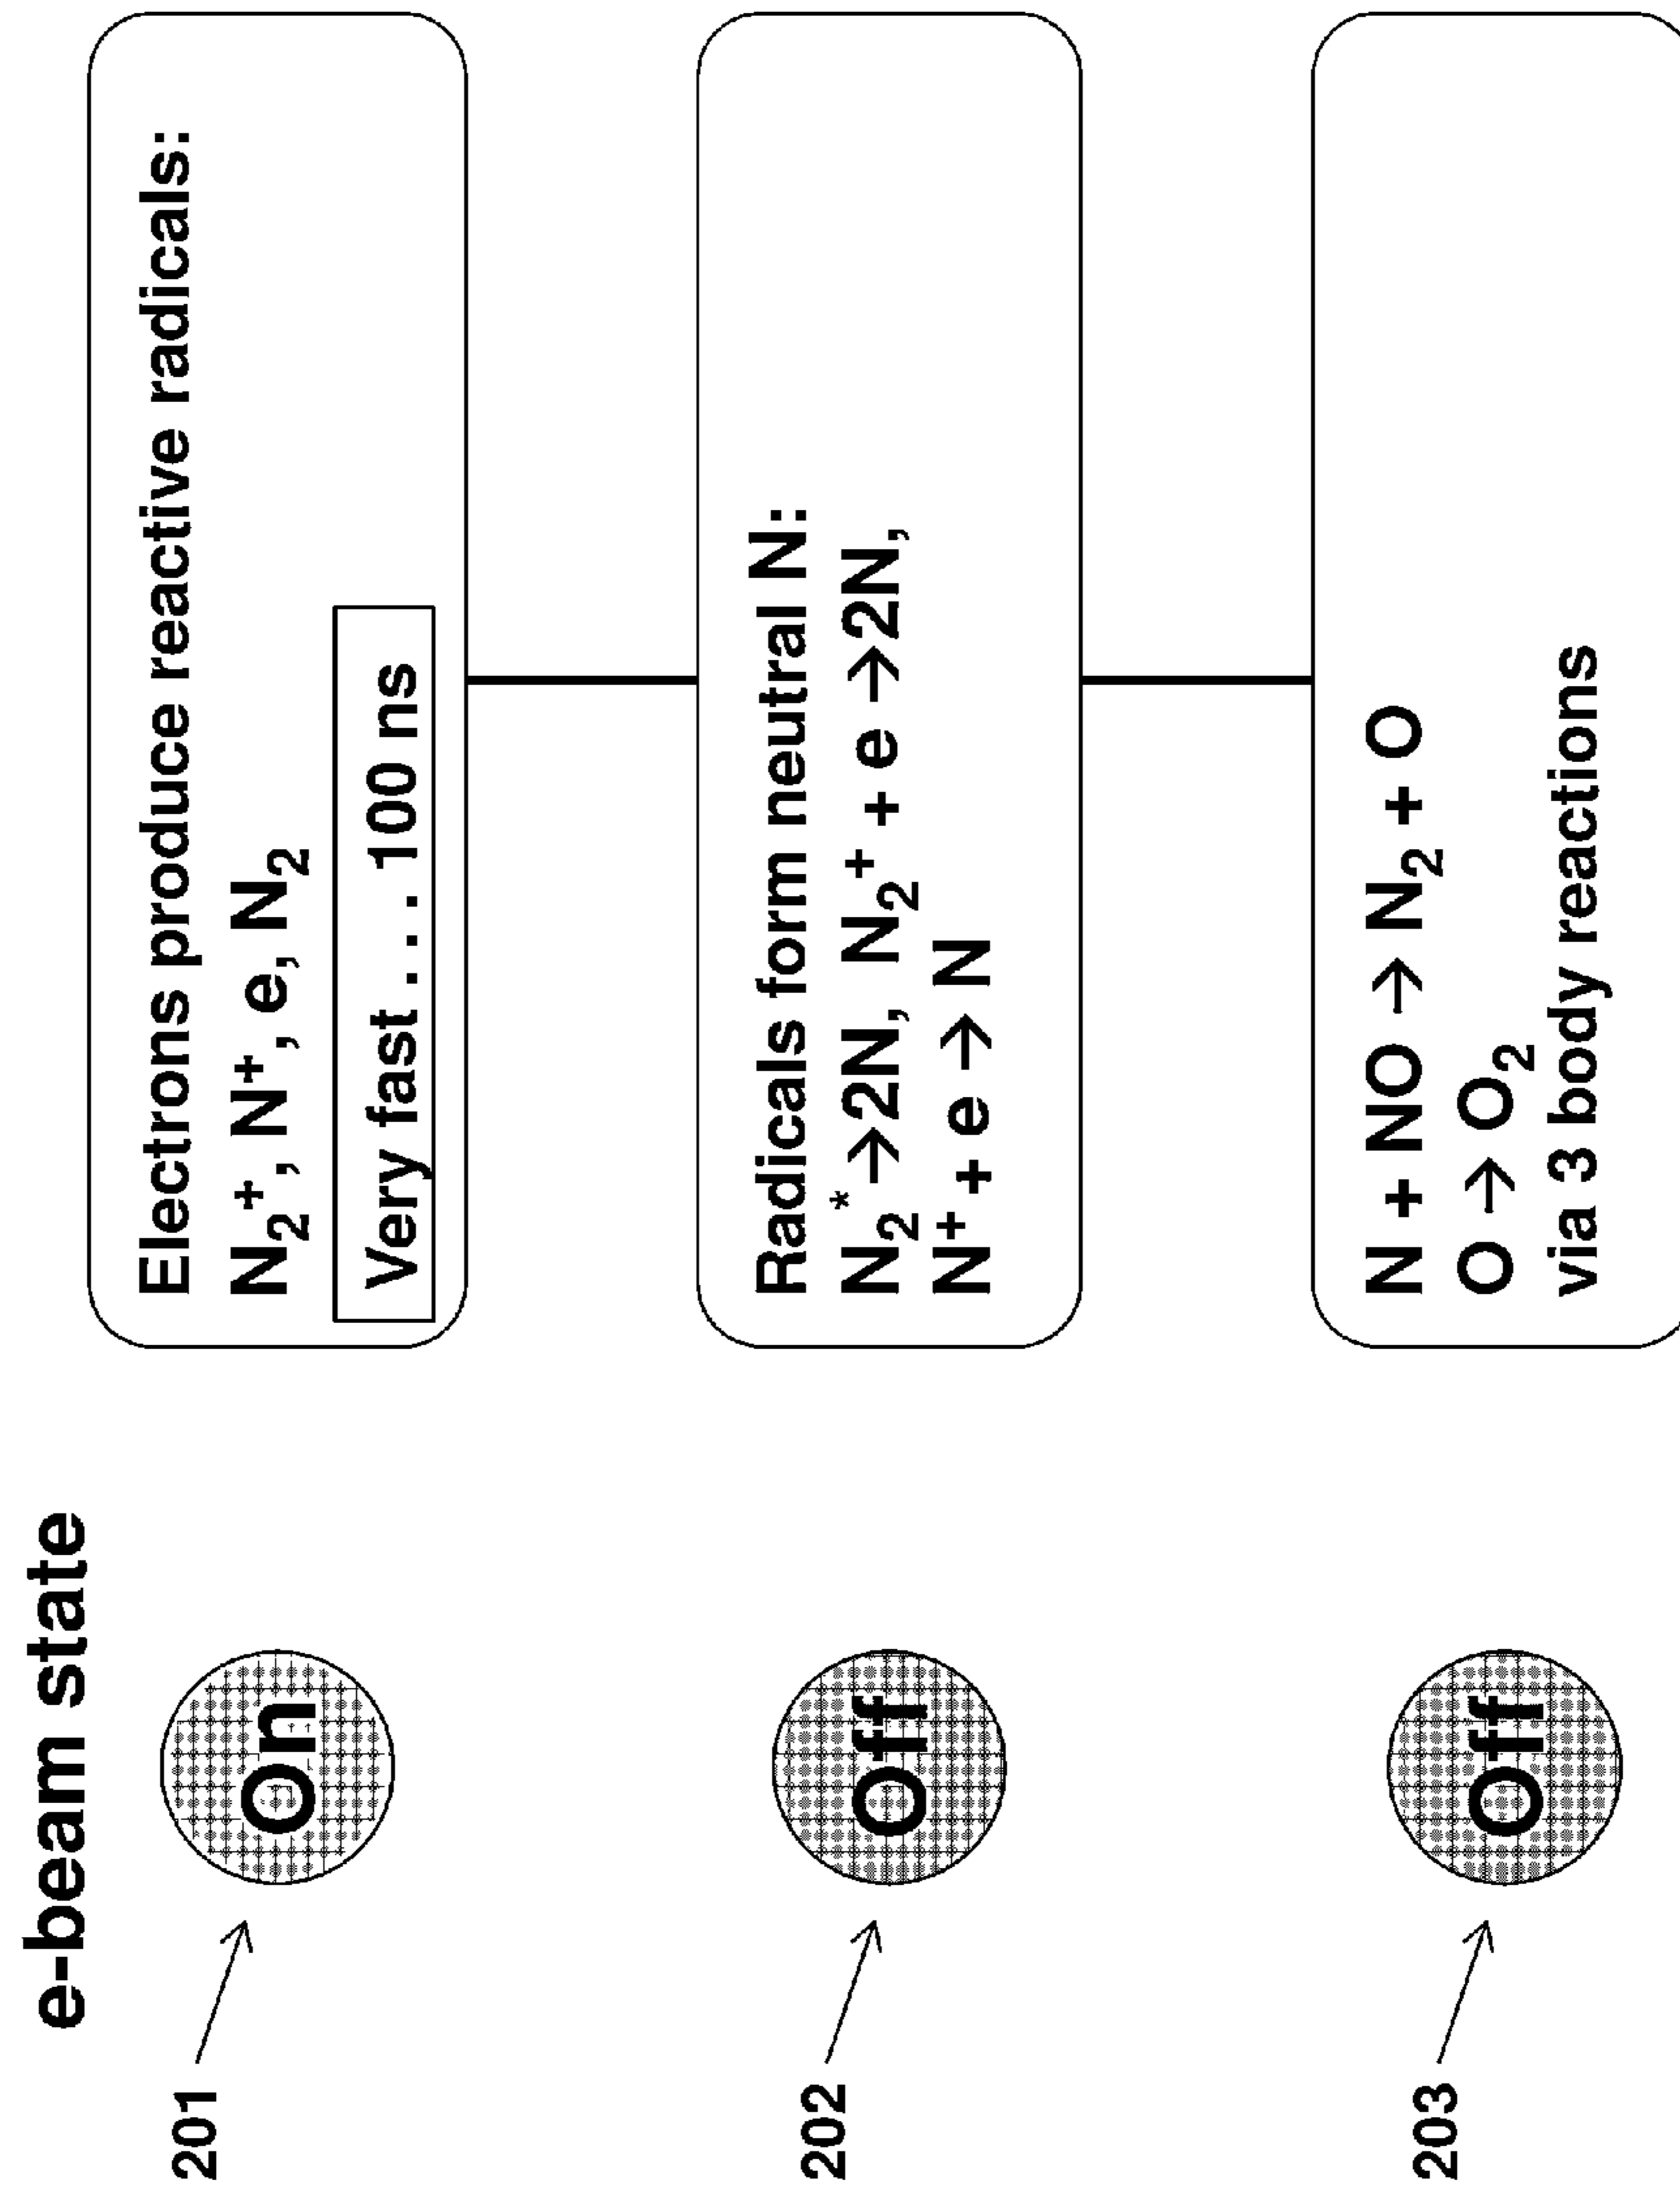 e-beam state
201
On
Electrons produce reactive radicals:
N₂⁺, N⁺, e, N₂
Very fast . . . 100 ns
202
Off
Radicals form neutral N:
N₂* →2N, N₂⁺ + e →2N,
N⁺ + e → N
203
Off
N + NO → N₂ + O
O → O₂
via 3 body reactions